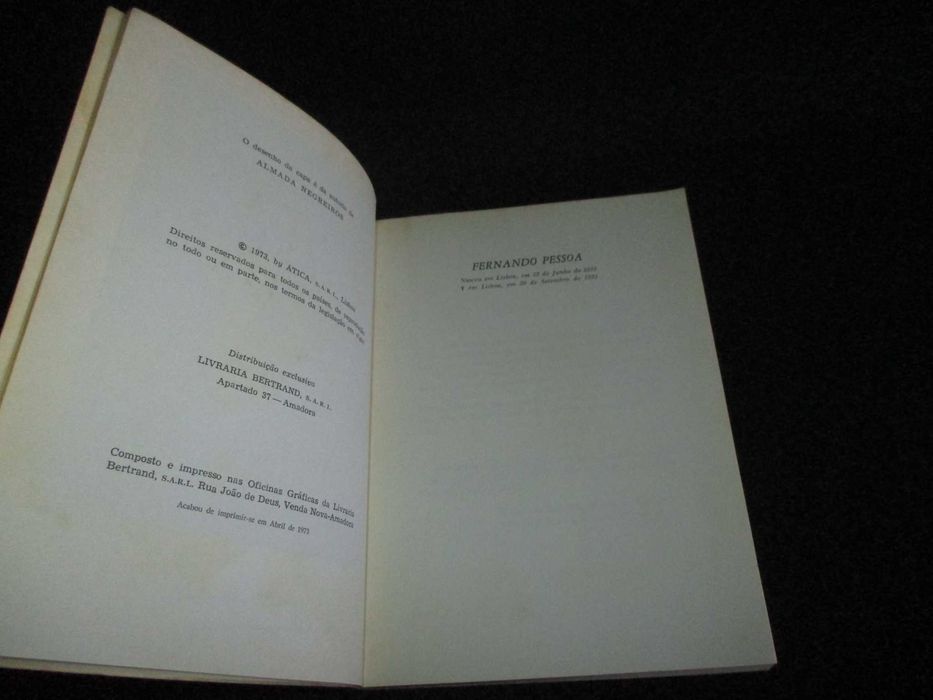 O desenho da capa é da autoria de
ALMADA NEGREIROS
© 1973, by ÁTICA, S. A. R. L., Lisboa
Direitos reservados para todos os países, de reprodução
no todo ou em parte, nos termos da legislação em vigor
Distribuição exclusiva
LIVRARIA BERTRAND, S. A. R. L.
Apartado 37 — Amadora
Composto e impresso nas Oficinas Gráficas da Livraria
Bertrand, S.A.R.L. Rua João de Deus, Venda Nova-Amadora
Acabou de imprimir-se em Abril de 1973
FERNANDO PESSOA
Nasceu em Lisboa, em 13 de Junho de
em Lisboa, em de de